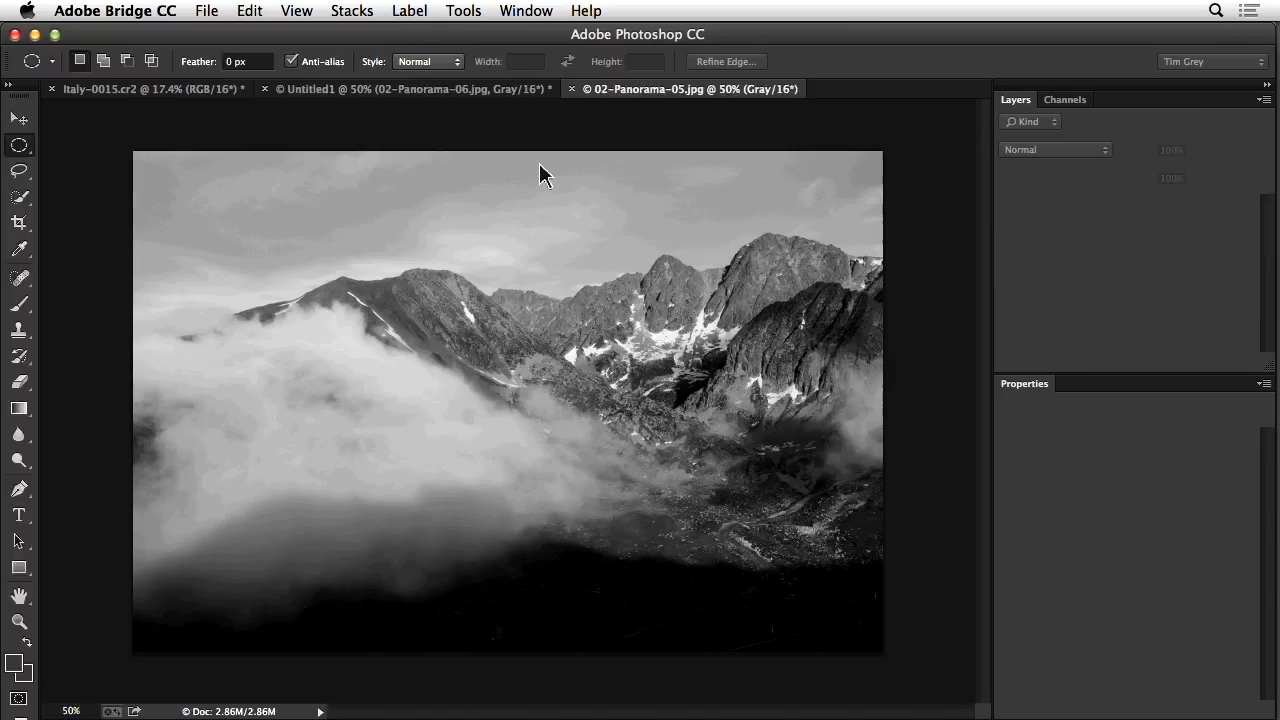 Adobe Bridge CC File Edit View Stacks Label Tools Window Help
Adobe Photoshop CC
Feather: 0 px Anti-alias Style: Normal Width: Height: Refine Edge... Tim Grey
Italy-0015.cr2 @ 17.4% (RGB/16*) * © Untitled1 @ 50% (02-Panorama-06.jpg, Gray/16*) * © 02-Panorama-05.jpg @ 50% (Gray/16*)
Layers Channels
Kind
Normal 100%
100%
Properties
50% © Doc: 2.86M/2.86M